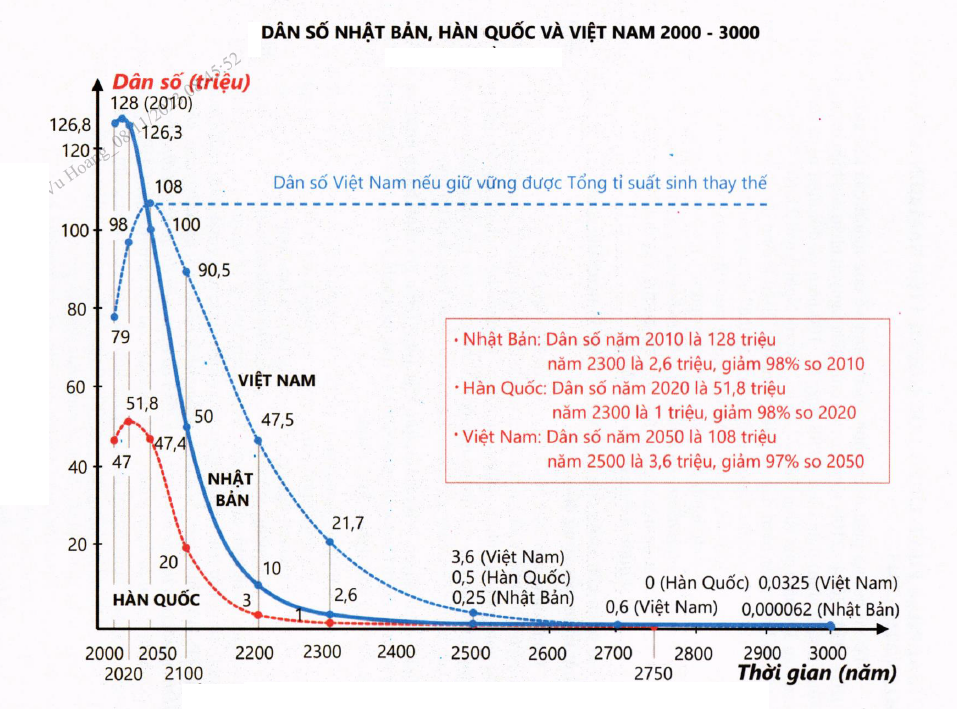 DÂN SỐ NHẬT BẢN, HÀN QUỐC VÀ VIỆT NAM 2000 - 3000
Dân số (triệu)
128 (2010)
126,8
126,3
120
Dân số Việt Nam nếu giữ vững được Tổng tỉ suất sinh thay thế
108
98
100
100
90,5
80
79
• Nhật Bản: Dân số năm 2010 là 128 triệu
năm 2300 là 2,6 triệu, giảm 98% so 2010
• Hàn Quốc: Dân số năm 2020 là 51,8 triệu
năm 2300 là 1 triệu, giảm 98% so 2020
• Việt Nam: Dân số năm 2050 là 108 triệu
năm 2500 là 3,6 triệu, giảm 97% so 2050
VIỆT NAM
60
51,8
50
47,5
47,4
47
40
NHẬT
BẢN
21,7
20
20
10
3,6 (Việt Nam)
0,5 (Hàn Quốc)
0,25 (Nhật Bản)
0 (Hàn Quốc) 0,0325 (Việt Nam)
0,6 (Việt Nam) 0,000062 (Nhật Bản)
HÀN QUỐC
3
1
2,6
2000 2050 2200 2300 2400 2500 2600 2700 2800 2900 3000
2020 2100 2750
Thời gian (năm)